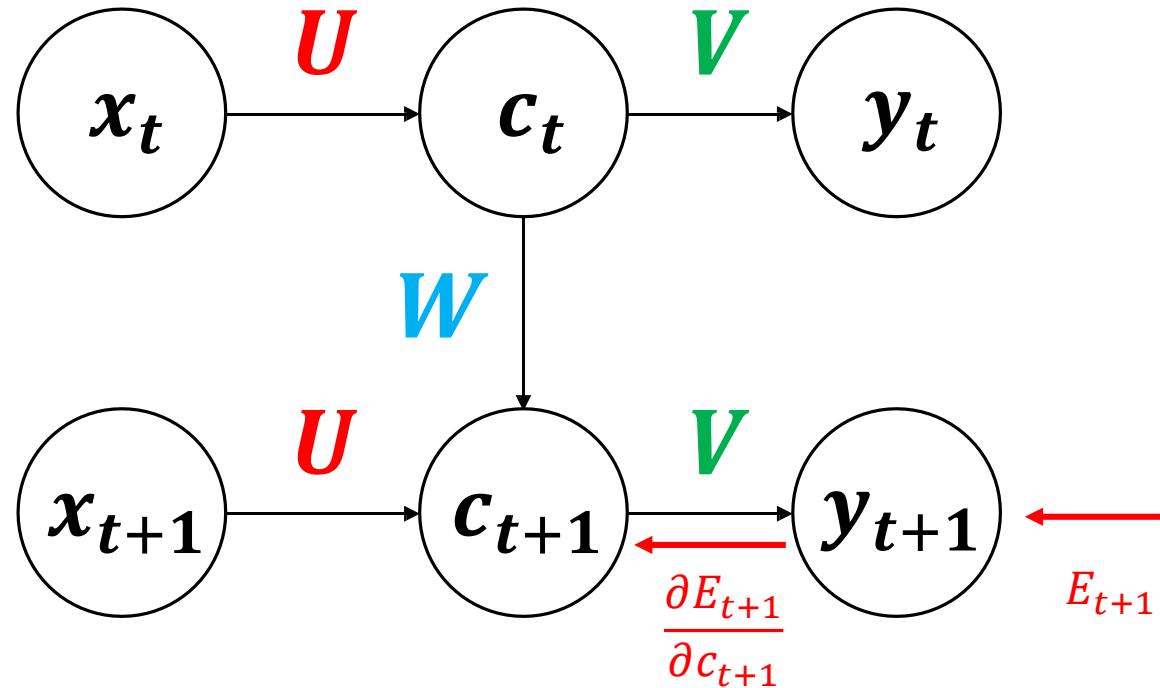 U V
x_t c_t y_t
W
U V
x_{t+1} c_{t+1} y_{t+1}
∂E_{t+1} E_{t+1}
∂c_{t+1}